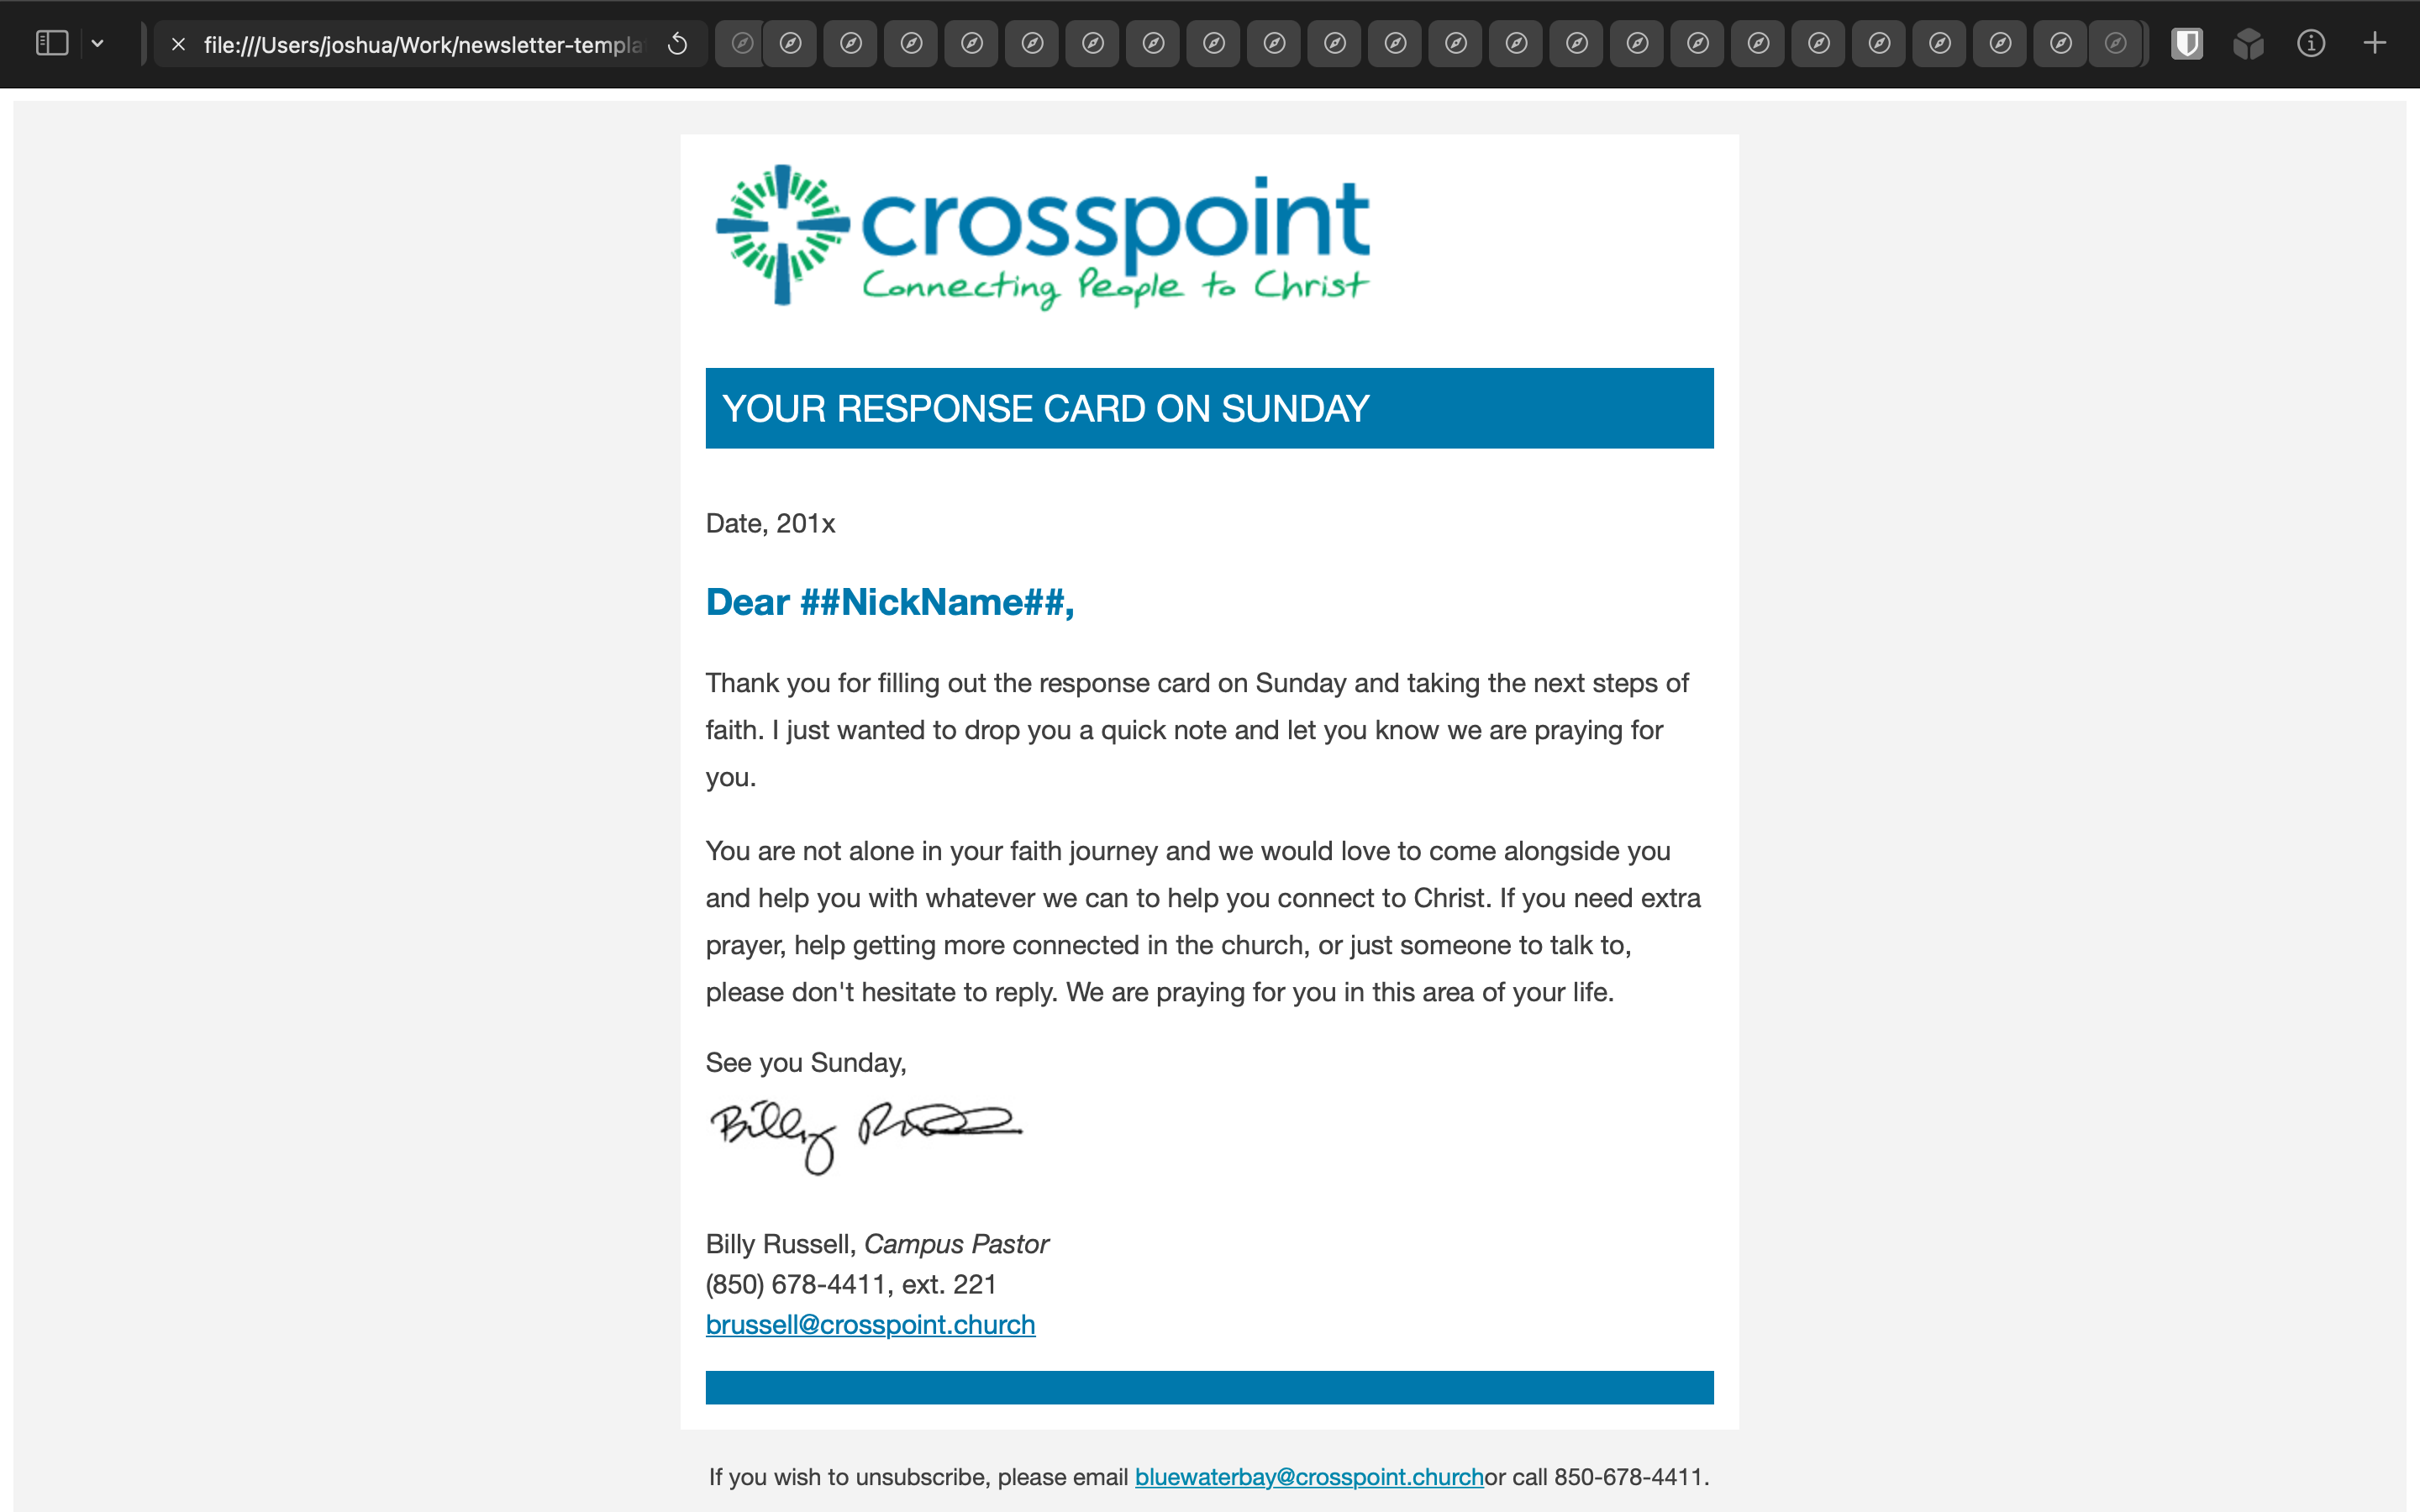 file:///Users/joshua/Work/newsletter-templa
crosspoint
Connecting People to Christ
YOUR RESPONSE CARD ON SUNDAY
Date, 201x
Dear ##NickName##,
Thank you for filling out the response card on Sunday and taking the next steps of
faith. I just wanted to drop you a quick note and let you know we are praying for
you.
You are not alone in your faith journey and we would love to come alongside you
and help you with whatever we can to help you connect to Christ. If you need extra
prayer, help getting more connected in the church, or just someone to talk to,
please don't hesitate to reply. We are praying for you in this area of your life.
See you Sunday,
Billy
Billy Russell, Campus Pastor
(850) 678-4411, ext. 221
brussell@crosspoint.church
If you wish to unsubscribe, please email bluewaterbay@crosspoint.churchor call 850-678-4411.